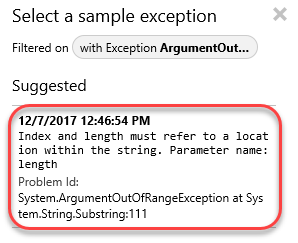 Select a sample exception
Filtered on with Exception ArgumentOut...
Suggested
12/7/2017 12:46:54 PM
Index and length must refer to a locat
ion within the string. Parameter name:
length
Problem Id:
System.ArgumentOutOfRangeException at Sys
tem.String.Substring:111